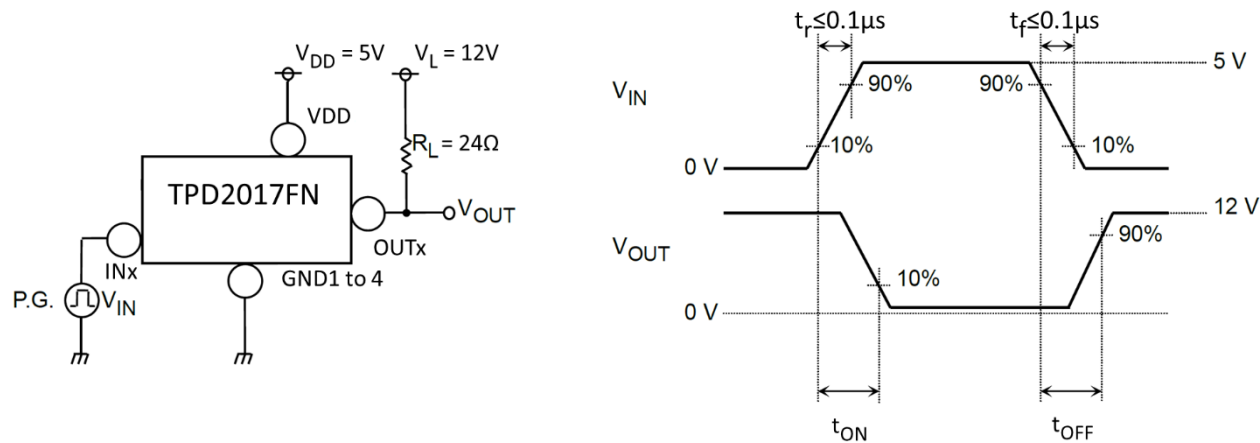 V_DD = 5V
V_L = 12V
VDD
R_L = 24Ω
TPD2017FN
V_OUT
OUTx
INx
GND1 to 4
P.G.
V_IN
t_r≤0.1μs
t_f≤0.1μs
5 V
V_IN
90%
90%
10%
10%
0 V
12 V
V_OUT
90%
10%
0 V
t_ON
t_OFF